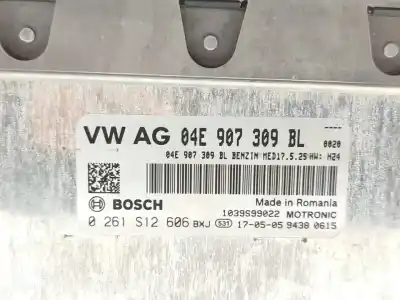 VW AG 04E 907 309 BL
0020
04E 907 309 BL BENZIN MED17.5.25 HW: H24
BOSCH
Made in Romania
1039S99022 MOTRONIC
0 261 S12 606 BXJ 531 17-05-05 9438 0615